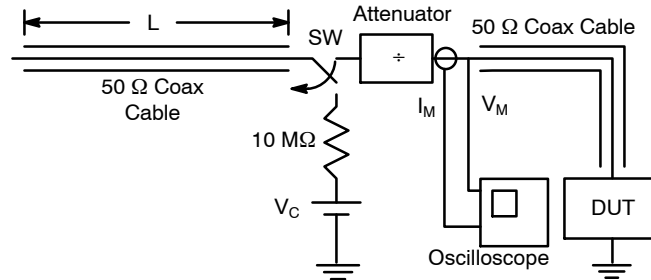 L
SW
Attenuator
÷
50 Ω Coax Cable
50 Ω Coax
Cable
I_M
V_M
10 MΩ
V_C
DUT
Oscilloscope